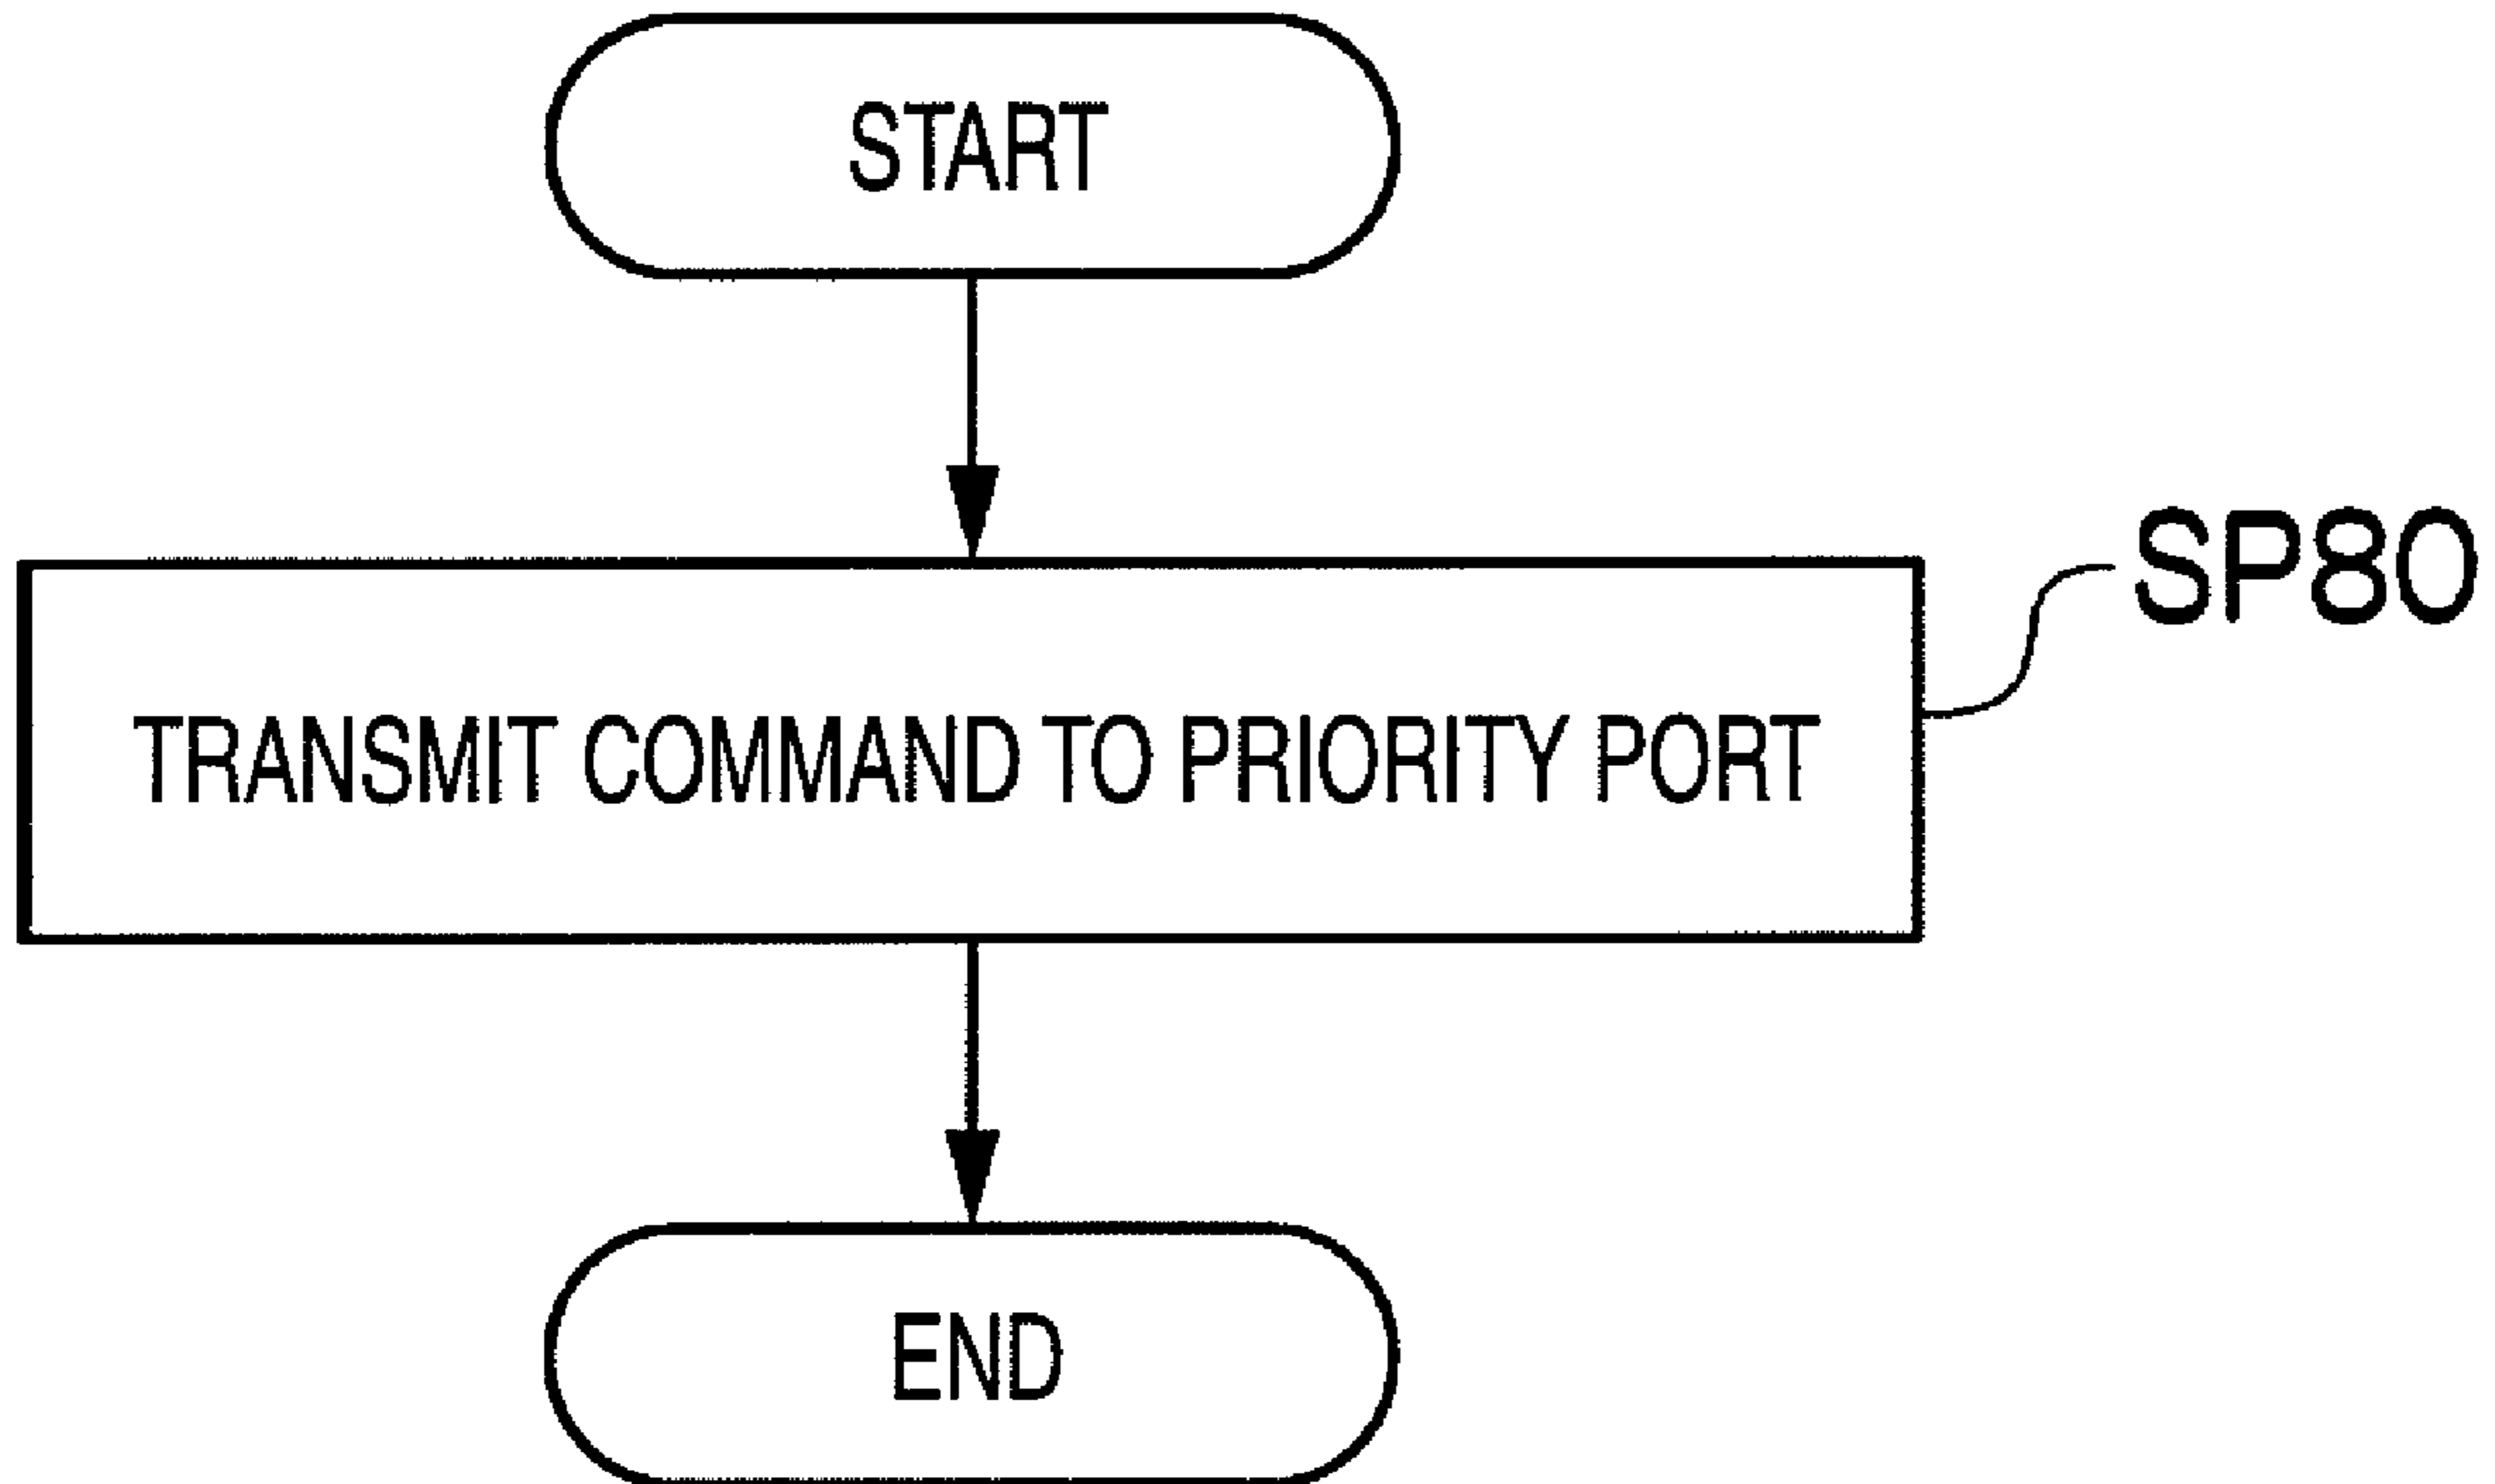 START
SP80
TRANSMIT COMMAND TO PRIORITY PORT
END